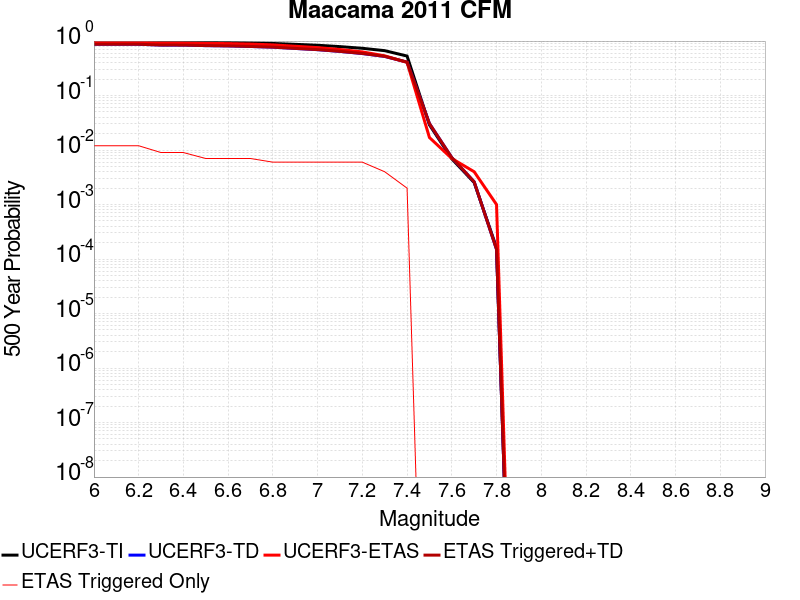 Maacama 2011 CFM
500 Year Probability
10^0
10^-1
10^-2
10^-3
10^-4
10^-5
10^-6
10^-7
10^-8
6 6.2 6.4 6.6 6.8 7 7.2 7.4 7.6 7.8 8 8.2 8.4 8.6 8.8 9
Magnitude
UCERF3-TI UCERF3-TD UCERF3-ETAS ETAS Triggered+TD
ETAS Triggered Only